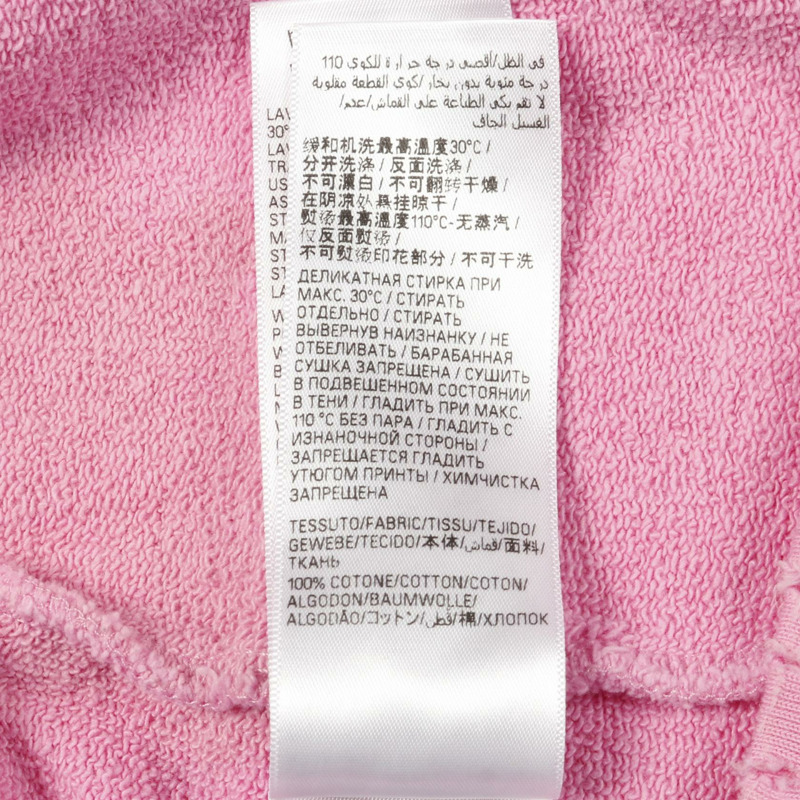 في الظل/أقصى درجة حرارة للكوي 110
درجة مئوية بدون بخار/كوي القطعة مقلوبة
لا تقم بكي الطباعة على القماش/عدم/
الغسيل الجاف
缓和机洗最高温度30°C /
分开洗涤 / 反面洗涤 /
不可漂白 / 不可翻转干燥 /
在阴凉处悬挂晾干 /
熨烫最高温度110°C-无蒸汽 /
仅反面熨烫 /
不可熨烫印花部分 / 不可干洗
ДЕЛИКАТНАЯ СТИРКА ПРИ
МАКС. 30°C / СТИРАТЬ
ОТДЕЛЬНО / СТИРАТЬ
ВЫВЕРНУВ НАИЗНАНКУ / НЕ
ОТБЕЛИВАТЬ / БАРАБАННАЯ
СУШКА ЗАПРЕЩЕНА / СУШИТЬ
В ПОДВЕШЕННОМ СОСТОЯНИИ
В ТЕНИ / ГЛАДИТЬ ПРИ МАКС.
110 °C БЕЗ ПАРА / ГЛАДИТЬ С
ИЗНАНОЧНОЙ СТОРОНЫ /
ЗАПРЕЩАЕТСЯ ГЛАДИТЬ
УТЮГОМ ПРИНТЫ / ХИМЧИСТКА
ЗАПРЕЩЕНА
TESSUTO/FABRIC/TISSU/TEJIDO/
GEWEBE/TECIDO/本体/قماش/面料/
ТКАНЬ
100% COTONE/COTTON/COTON/
ALGODON/BAUMWOLLE/
ALGODÃO/コットン/قطن/棉/ХЛОПОК